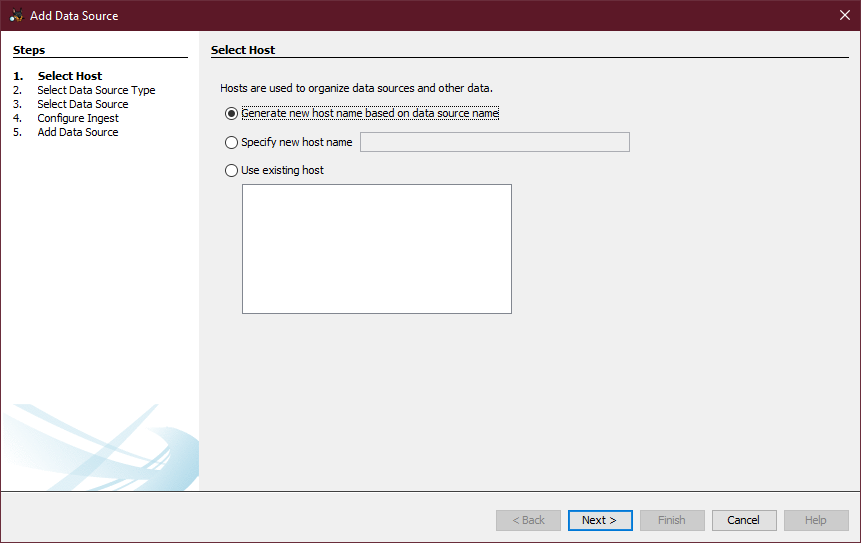 Add Data Source
Steps
1. Select Host
2. Select Data Source Type
3. Select Data Source
4. Configure Ingest
5. Add Data Source
Select Host
Hosts are used to organize data sources and other data.
Generate new host name based on data source name
Specify new host name
Use existing host
< Back Next > Finish Cancel Help